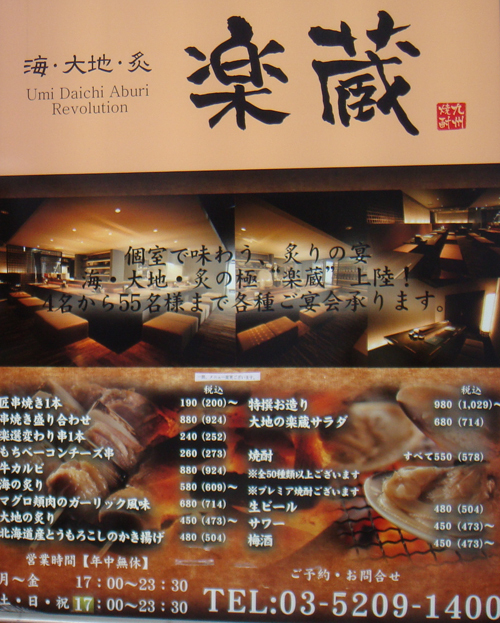 海・大地・炙
Umi Daichi Aburi
Revolution
楽蔵
九州
焼酎
個室で味わう、炙りの宴
海・大地・炙の極 “楽蔵” 上陸！
4名から55名様まで各種ご宴会承ります。
税込
匠串焼き1本 190 (200)～
串焼き盛り合わせ 880 (924)
楽選変わり串1本 240 (252)
もちベーコンチーズ串 260 (273)
牛カルビ 880 (924)
海の炙り 580 (609)～
マグロ頬肉のガーリック風味 680 (714)
大地の炙り 450 (473)～
北海道産とうもろこしのかき揚げ 480 (504)
税込
特撰お造り 980 (1,029)～
大地の楽蔵サラダ 680 (714)
焼酎 すべて550 (578)
※全50種類以上ございます
※プレミア焼酎ございます
生ビール 480 (504)
サワー 450 (473)～
梅酒 450 (473)～
営業時間【年中無休】
月～金 17：00～23：30
土・日・祝 17：00～23：30
ご予約・お問合せ
TEL:03-5209-1400